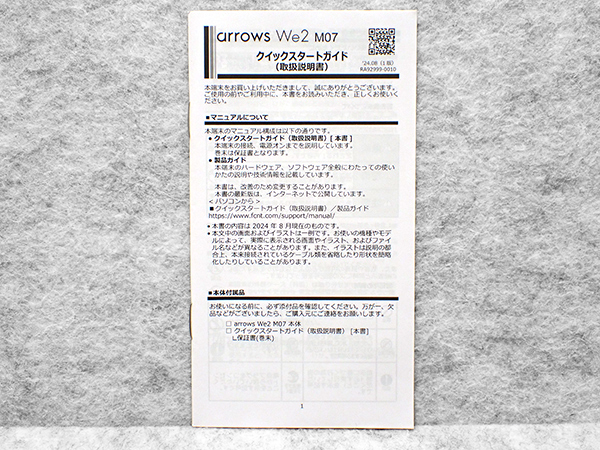 arrows We2 M07
クイックスタートガイド
(取扱説明書)
'24.08 (1版)
RA92999-0010
本端末をお買い上げいただきまして、誠にありがとうございます。
ご使用の前やご利用中に、本書をお読みいただき、正しくお使いく
ださい。
■マニュアルについて
本端末のマニュアル構成は以下の通りです。
● クイックスタートガイド（取扱説明書）[ 本書 ]
本端末の接続、電源オンまでを説明しています。
巻末は保証書となります。
● 製品ガイド
本端末のハードウェア、ソフトウェア全般にわたっての使い
かたの説明や技術情報を記載しています。
本書は、改善のため変更することがあります。
本書の最新版は、インターネットで公開しています。
< パソコンから >
■クイックスタートガイド（取扱説明書）／製品ガイド
https://www.fcnt.com/support/manual/
• 本書の内容は 2024 年 8 月現在のものです。
• 本文中の画面およびイラストは一例です。お使いの機種やモデ
ルによって、実際に表示される画面やイラスト、およびファイ
ル名などが異なることがあります。また、イラストは説明の都
合上、本来接続されているケーブル類を省略したり形状を簡略
化したりしていることがあります。
■本体付属品
お使いになる前に、必ず添付品を確認してください。万が一、欠
品などがございましたら、ご購入元にご連絡をお願いします。
□ arrows We2 M07 本体
□ クイックスタートガイド（取扱説明書） [本書]
∟保証書(巻末)
1